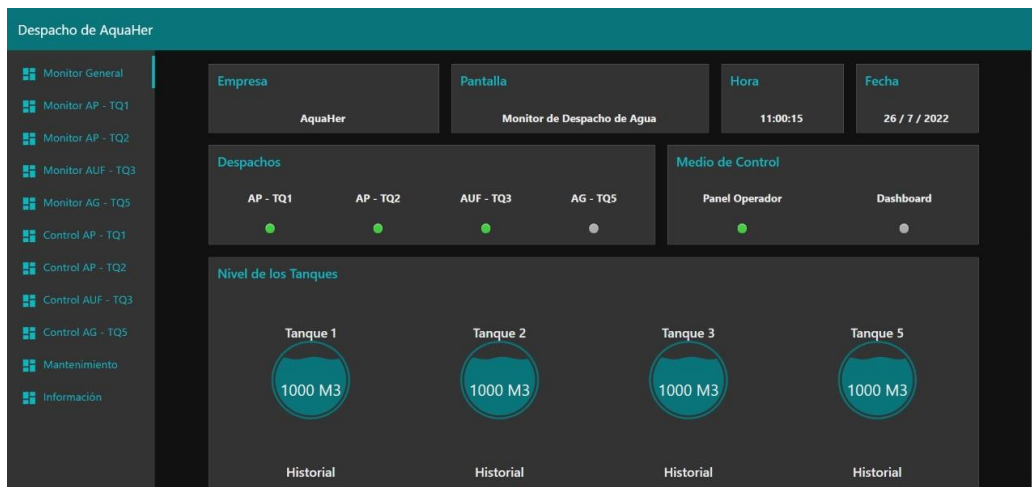 Despacho de AquaHer
Monitor General
Monitor AP - TQ1
Monitor AP - TQ2
Monitor AUF - TQ3
Monitor AG - TQ5
Control AP - TQ1
Control AP - TQ2
Control AUF - TQ3
Control AG - TQ5
Mantenimiento
Información
Empresa
AquaHer
Pantalla
Monitor de Despacho de Agua
Hora
11:00:15
Fecha
26 / 7 / 2022
Despachos
AP - TQ1 AP - TQ2 AUF - TQ3 AG - TQ5
Medio de Control
Panel Operador Dashboard
Nivel de los Tanques
Tanque 1 Tanque 2 Tanque 3 Tanque 5
1000 M3 1000 M3 1000 M3 1000 M3
Historial Historial Historial Historial